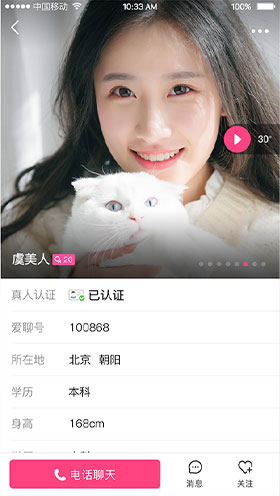 中国移动 10:33 AM 100%
30"
虞美人 20
真人认证 已认证
爱聊号 100868
所在地 北京 朝阳
学历 本科
身高 168cm
电话聊天 消息 关注